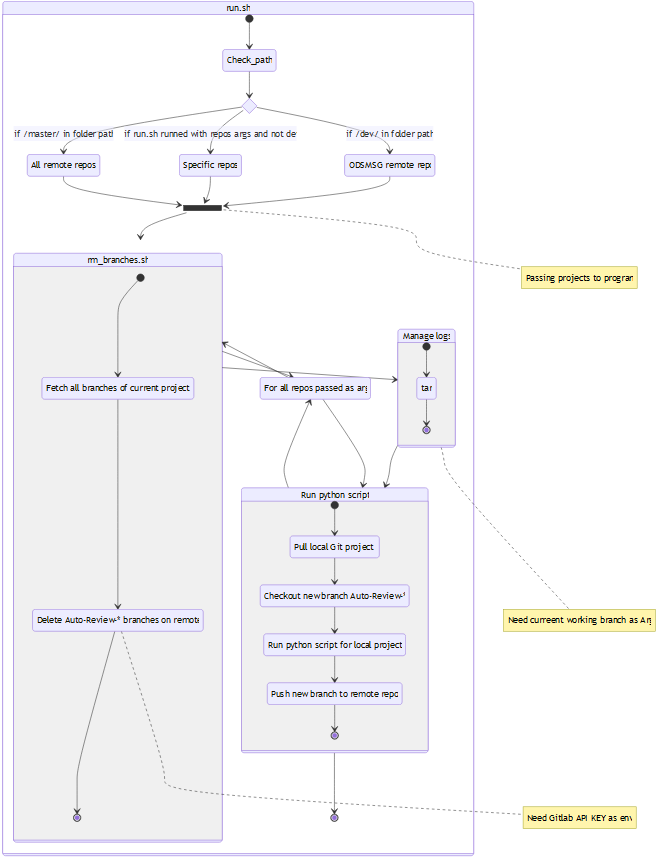 run.sh
Check_path
if /master/ in folder path
if run.sh runned with repos args and not de
if /dev/ in folder path
All remote repos
Specific repos
ODSMSG remote repo
rm_branches.sh
Passing projects to program
Manage logs
Fetch all branches of current project
For all repos passed as arg
tar
Run python script
Pull local Git project
Checkout new branch Auto-Review-*
Delete Auto-Review-* branches on remote
Need curreent working branch as Arg
Run python script for local project
Push new branch to remote repo
Need Gitlab API KEY as env